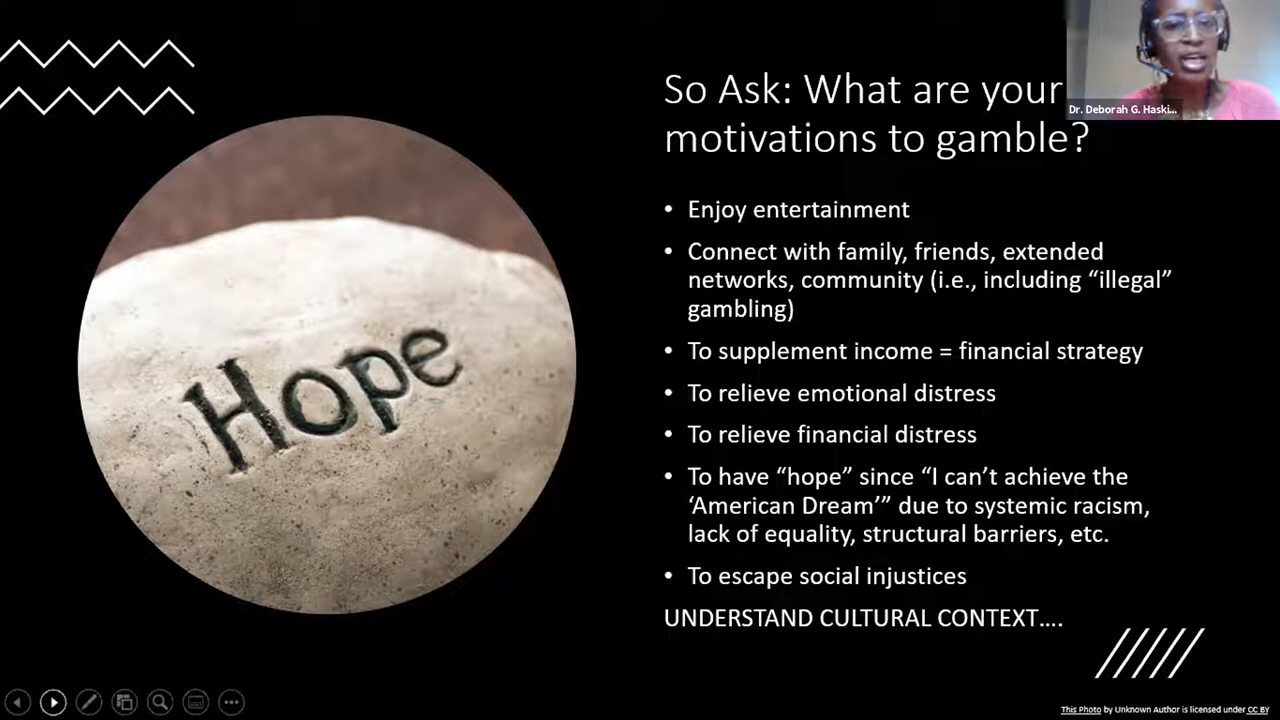 So Ask: What are your
motivations to gamble?
Dr. Deborah G. Haski...
Hope
• Enjoy entertainment
• Connect with family, friends, extended
networks, community (i.e., including “illegal”
gambling)
• To supplement income = financial strategy
• To relieve emotional distress
• To relieve financial distress
• To have “hope” since “I can’t achieve the
‘American Dream’” due to systemic racism,
lack of equality, structural barriers, etc.
• To escape social injustices
UNDERSTAND CULTURAL CONTEXT....
This Photo by Unknown Author is licensed under CC BY